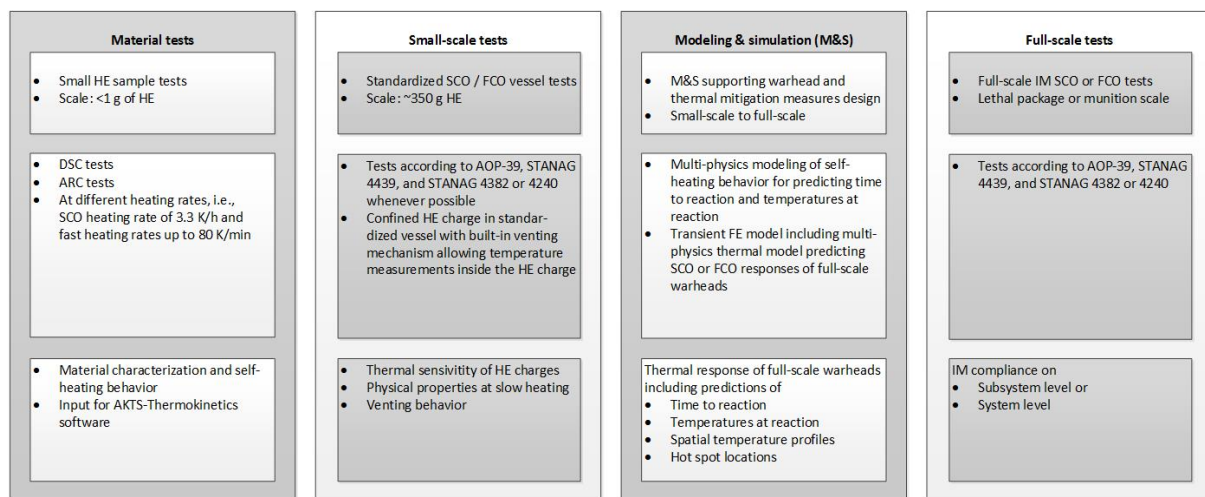 Material tests
• Small HE sample tests
• Scale: <1 g of HE
• DSC tests
• ARC tests
• At different heating rates, i.e.,
SCO heating rate of 3.3 K/h and
fast heating rates up to 80 K/min
• Material characterization and self-
heating behavior
• Input for AKTS-Thermokinetics
software
Small-scale tests
• Standardized SCO / FCO vessel tests
• Scale: ~350 g HE
• Tests according to AOP-39, STANAG
4439, and STANAG 4382 or 4240
whenever possible
• Confined HE charge in standar-
dized vessel with built-in venting
mechanism allowing temperature
measurements inside the HE charge
• Thermal sensivitity of HE charges
• Physical properties at slow heating
• Venting behavior
Modeling & simulation (M&S)
• M&S supporting warhead and
thermal mitigation measures design
• Small-scale to full-scale
• Multi-physics modeling of self-
heating behavior for predicting time
to reaction and temperatures at
reaction
• Transient FE model including multi-
physics thermal model predicting
SCO or FCO responses of full-scale
warheads
Thermal response of full-scale warheads
including predictions of
• Time to reaction
• Temperatures at reaction
• Spatial temperature profiles
• Hot spot locations
Full-scale tests
• Full-scale IM SCO or FCO tests
• Lethal package or munition scale
• Tests according to AOP-39, STANAG
4439, and STANAG 4382 or 4240
IM compliance on
• Subsystem level or
• System level